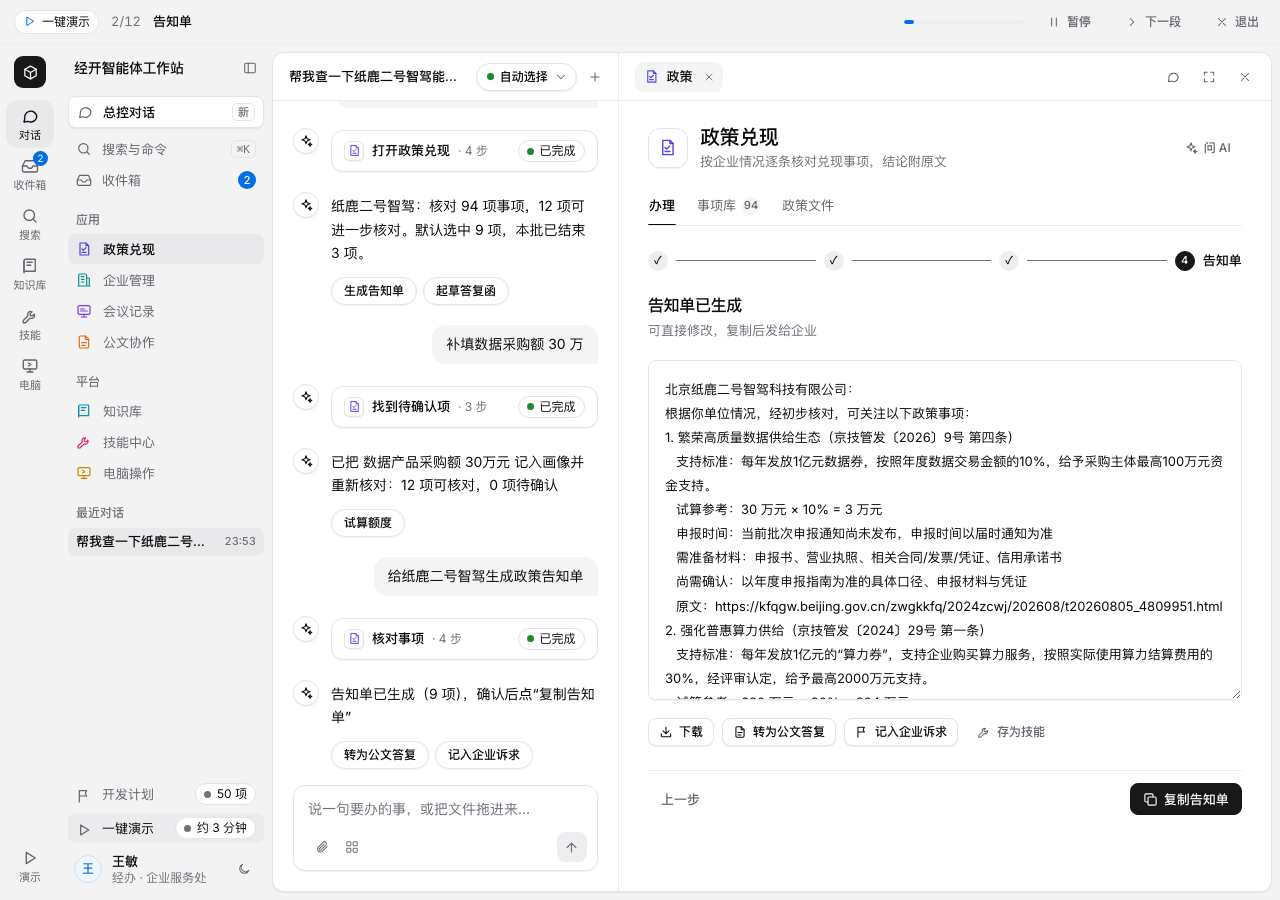 一键演示
2/12
告知单
暂停
下一段
退出
对话
2
收件箱
搜索
知识库
技能
电脑
演示
经开智能体工作站
总控对话
新
搜索与命令
⌘K
收件箱
2
应用
政策兑现
企业管理
会议记录
公文协作
平台
知识库
技能中心
电脑操作
最近对话
帮我查一下纸鹿二号...
23:53
开发计划
50 项
一键演示
约 3 分钟
王
王敏
经办 · 企业服务处
帮我查一下纸鹿二号智驾能...
自动选择
打开政策兑现 · 4 步
已完成
纸鹿二号智驾：核对 94 项事项，12 项可
进一步核对。默认选中 9 项，本批已结束
3 项。
生成告知单
起草答复函
补填数据采购额 30 万
找到待确认项 · 3 步
已完成
已把 数据产品采购额 30万元 记入画像并
重新核对：12 项可核对，0 项待确认
试算额度
给纸鹿二号智驾生成政策告知单
核对事项 · 4 步
已完成
告知单已生成（9 项），确认后点“复制告知
单”
转为公文答复
记入企业诉求
说一句要办的事，或把文件拖进来...
政策
政策兑现
按企业情况逐条核对兑现事项，结论附原文
问 AI
办理
事项库 94
政策文件
4
告知单
告知单已生成
可直接修改，复制后发给企业
北京纸鹿二号智驾科技有限公司：
根据你单位情况，经初步核对，可关注以下政策事项：
1. 繁荣高质量数据供给生态（京技管发〔2026〕9号 第四条）
支持标准：每年发放1亿元数据券，按照年度数据交易金额的10%，给予采购主体最高100万元资
金支持。
试算参考：30 万元 × 10% = 3 万元
申报时间：当前批次申报通知尚未发布，申报时间以届时通知为准
需准备材料：申报书、营业执照、相关合同/发票/凭证、信用承诺书
尚需确认：以年度申报指南为准的具体口径、申报材料与凭证
原文：https://kfqgw.beijing.gov.cn/zwgkkfq/2024zcwj/202608/t20260805_4809951.html
2. 强化普惠算力供给（京技管发〔2024〕29号 第一条）
支持标准：每年发放1亿元的“算力券”，支持企业购买算力服务，按照实际使用算力结算费用的
30%，经评审认定，给予最高2000万元支持。
下载
转为公文答复
记入企业诉求
存为技能
上一步
复制告知单